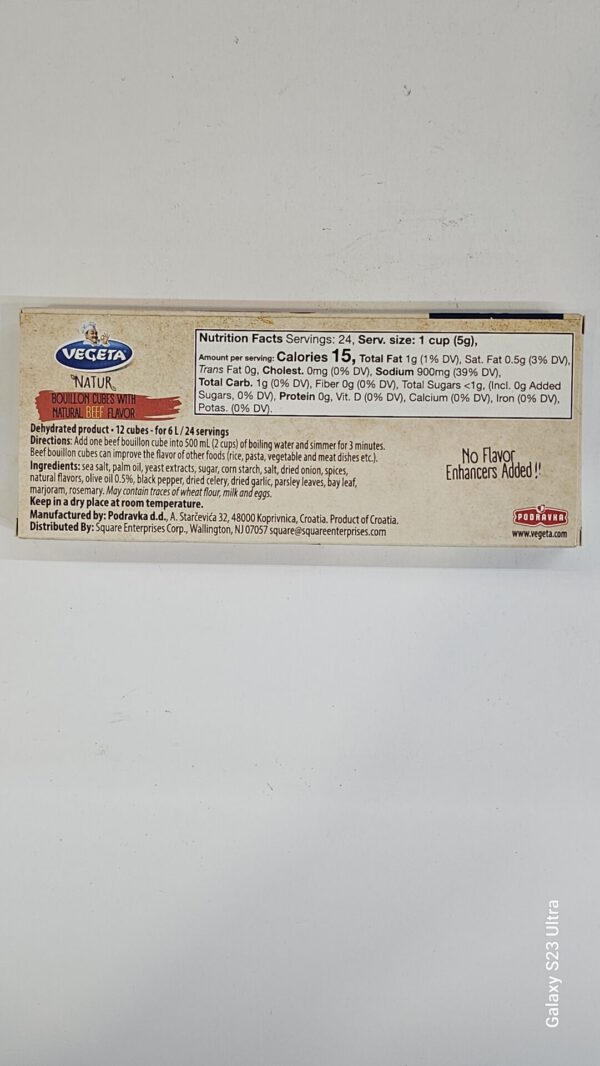 VEGETA
NATUR
BOUILLON CUBES WITH
NATURAL BEEF FLAVOR
Nutrition Facts Servings: 24, Serv. size: 1 cup (5g),
Amount per serving: Calories 15, Total Fat 1g (1% DV), Sat. Fat 0.5g (3% DV),
Trans Fat 0g, Cholest. 0mg (0% DV), Sodium 900mg (39% DV),
Total Carb. 1g (0% DV), Fiber 0g (0% DV), Total Sugars <1g, (Incl. 0g Added
Sugars, 0% DV), Protein 0g, Vit. D (0% DV), Calcium (0% DV), Iron (0% DV),
Potas. (0% DV).
Dehydrated product • 12 cubes - for 6 L / 24 servings
Directions: Add one beef bouillon cube into 500 mL (2 cups) of boiling water and simmer for 3 minutes.
Beef bouillon cubes can improve the flavor of other foods (rice, pasta, vegetable and meat dishes etc.).
Ingredients: sea salt, palm oil, yeast extracts, sugar, corn starch, salt, dried onion, spices,
natural flavors, olive oil 0.5%, black pepper, dried celery, dried garlic, parsley leaves, bay leaf,
marjoram, rosemary. May contain traces of wheat flour, milk and eggs.
Keep in a dry place at room temperature.
Manufactured by: Podravka d.d., A. Starčevića 32, 48000 Koprivnica, Croatia. Product of Croatia.
Distributed By: Square Enterprises Corp., Wallington, NJ 07057 square@squareenterprises.com
No Flavor
Enhancers Added !!
PODRAVKA
www.vegeta.com
Galaxy S23 Ultra